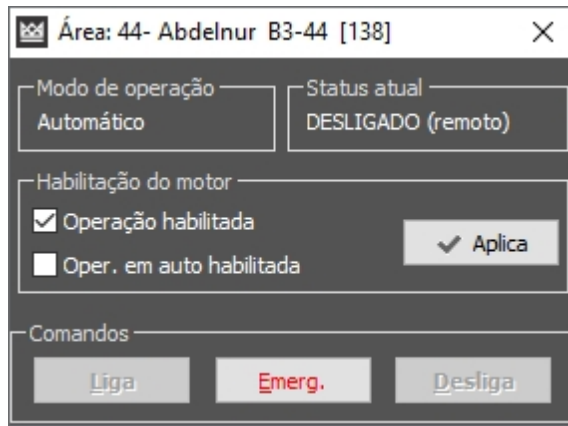 Área: 44- Abdelnur B3-44 [138]
Modo de operação
Automático
Status atual
DESLIGADO (remoto)
Habilitação do motor
Operação habilitada
Oper. em auto habilitada
Aplica
Comandos
Liga
Emerg.
Desliga